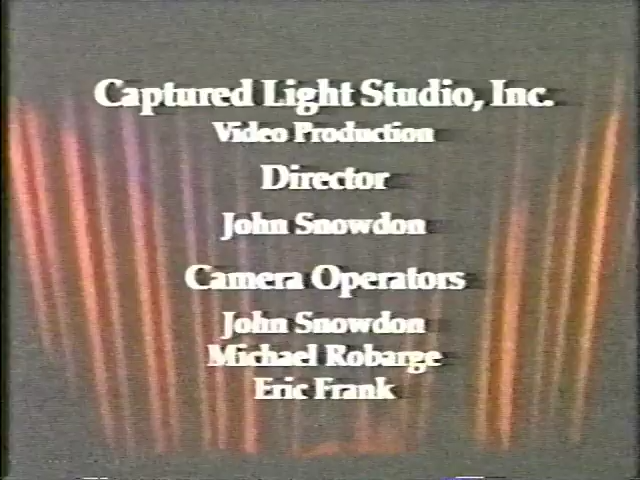 Captured Light Studio, Inc.
Video Production
Director
John Snowdon
Camera Operators
John Snowdon
Michael Robarge
Eric Frank